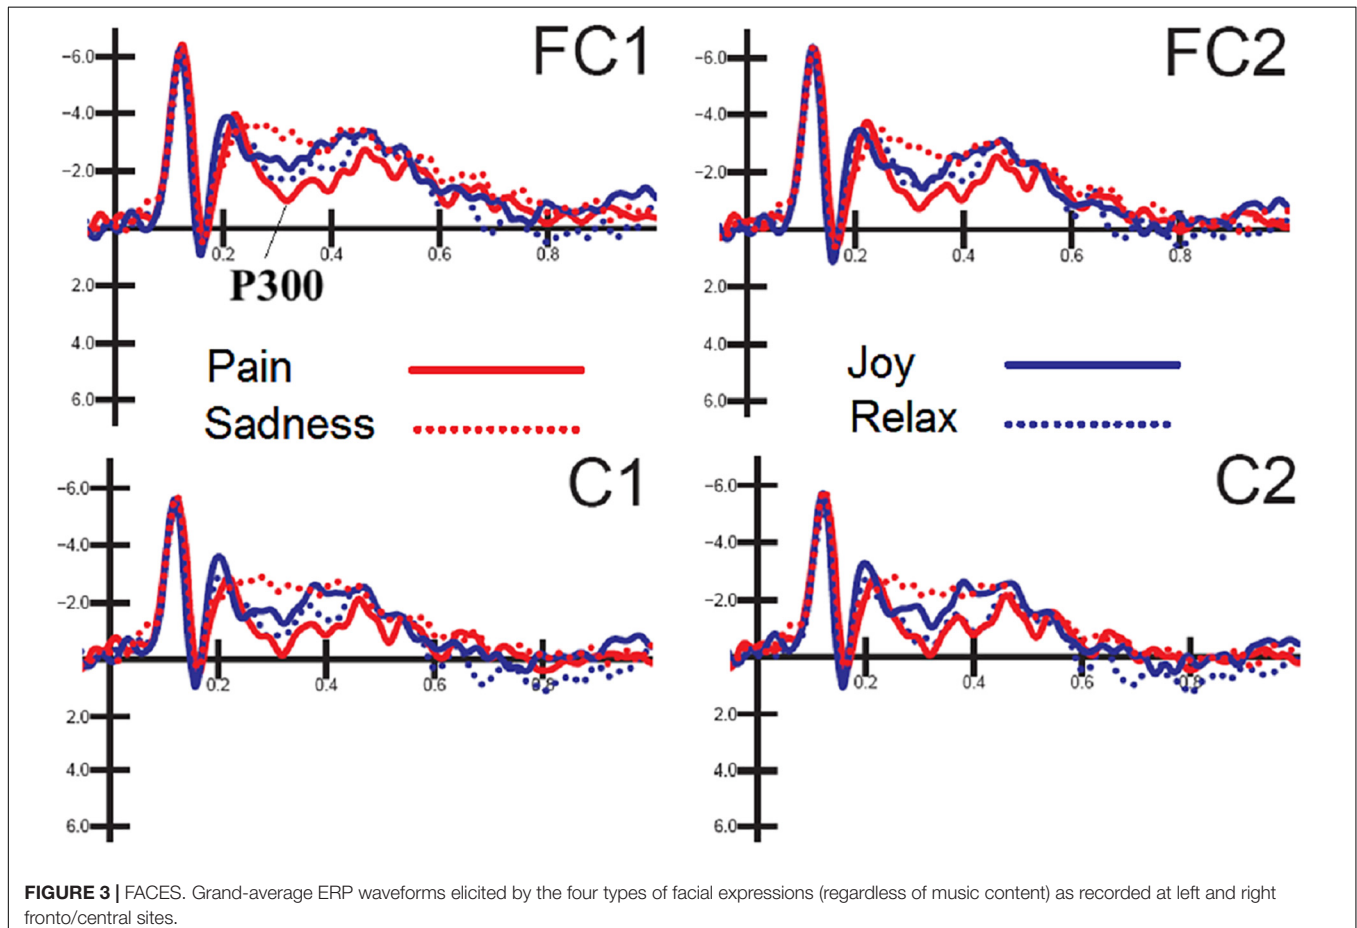 FC1
−6.0
−4.0
−2.0
0.2 0.4 0.6 0.8
P300
2.0
4.0
6.0
FC2
−6.0
−4.0
−2.0
0.2 0.4 0.6 0.8
2.0
4.0
6.0
Pain
Sadness
Joy
Relax
C1
−6.0
−4.0
−2.0
0.2 0.4 0.6 0.8
2.0
4.0
6.0
C2
−6.0
−4.0
−2.0
0.2 0.4 0.6 0.8
2.0
4.0
6.0
FIGURE 3 | FACES. Grand-average ERP waveforms elicited by the four types of facial expressions (regardless of music content) as recorded at left and right
fronto/central sites.